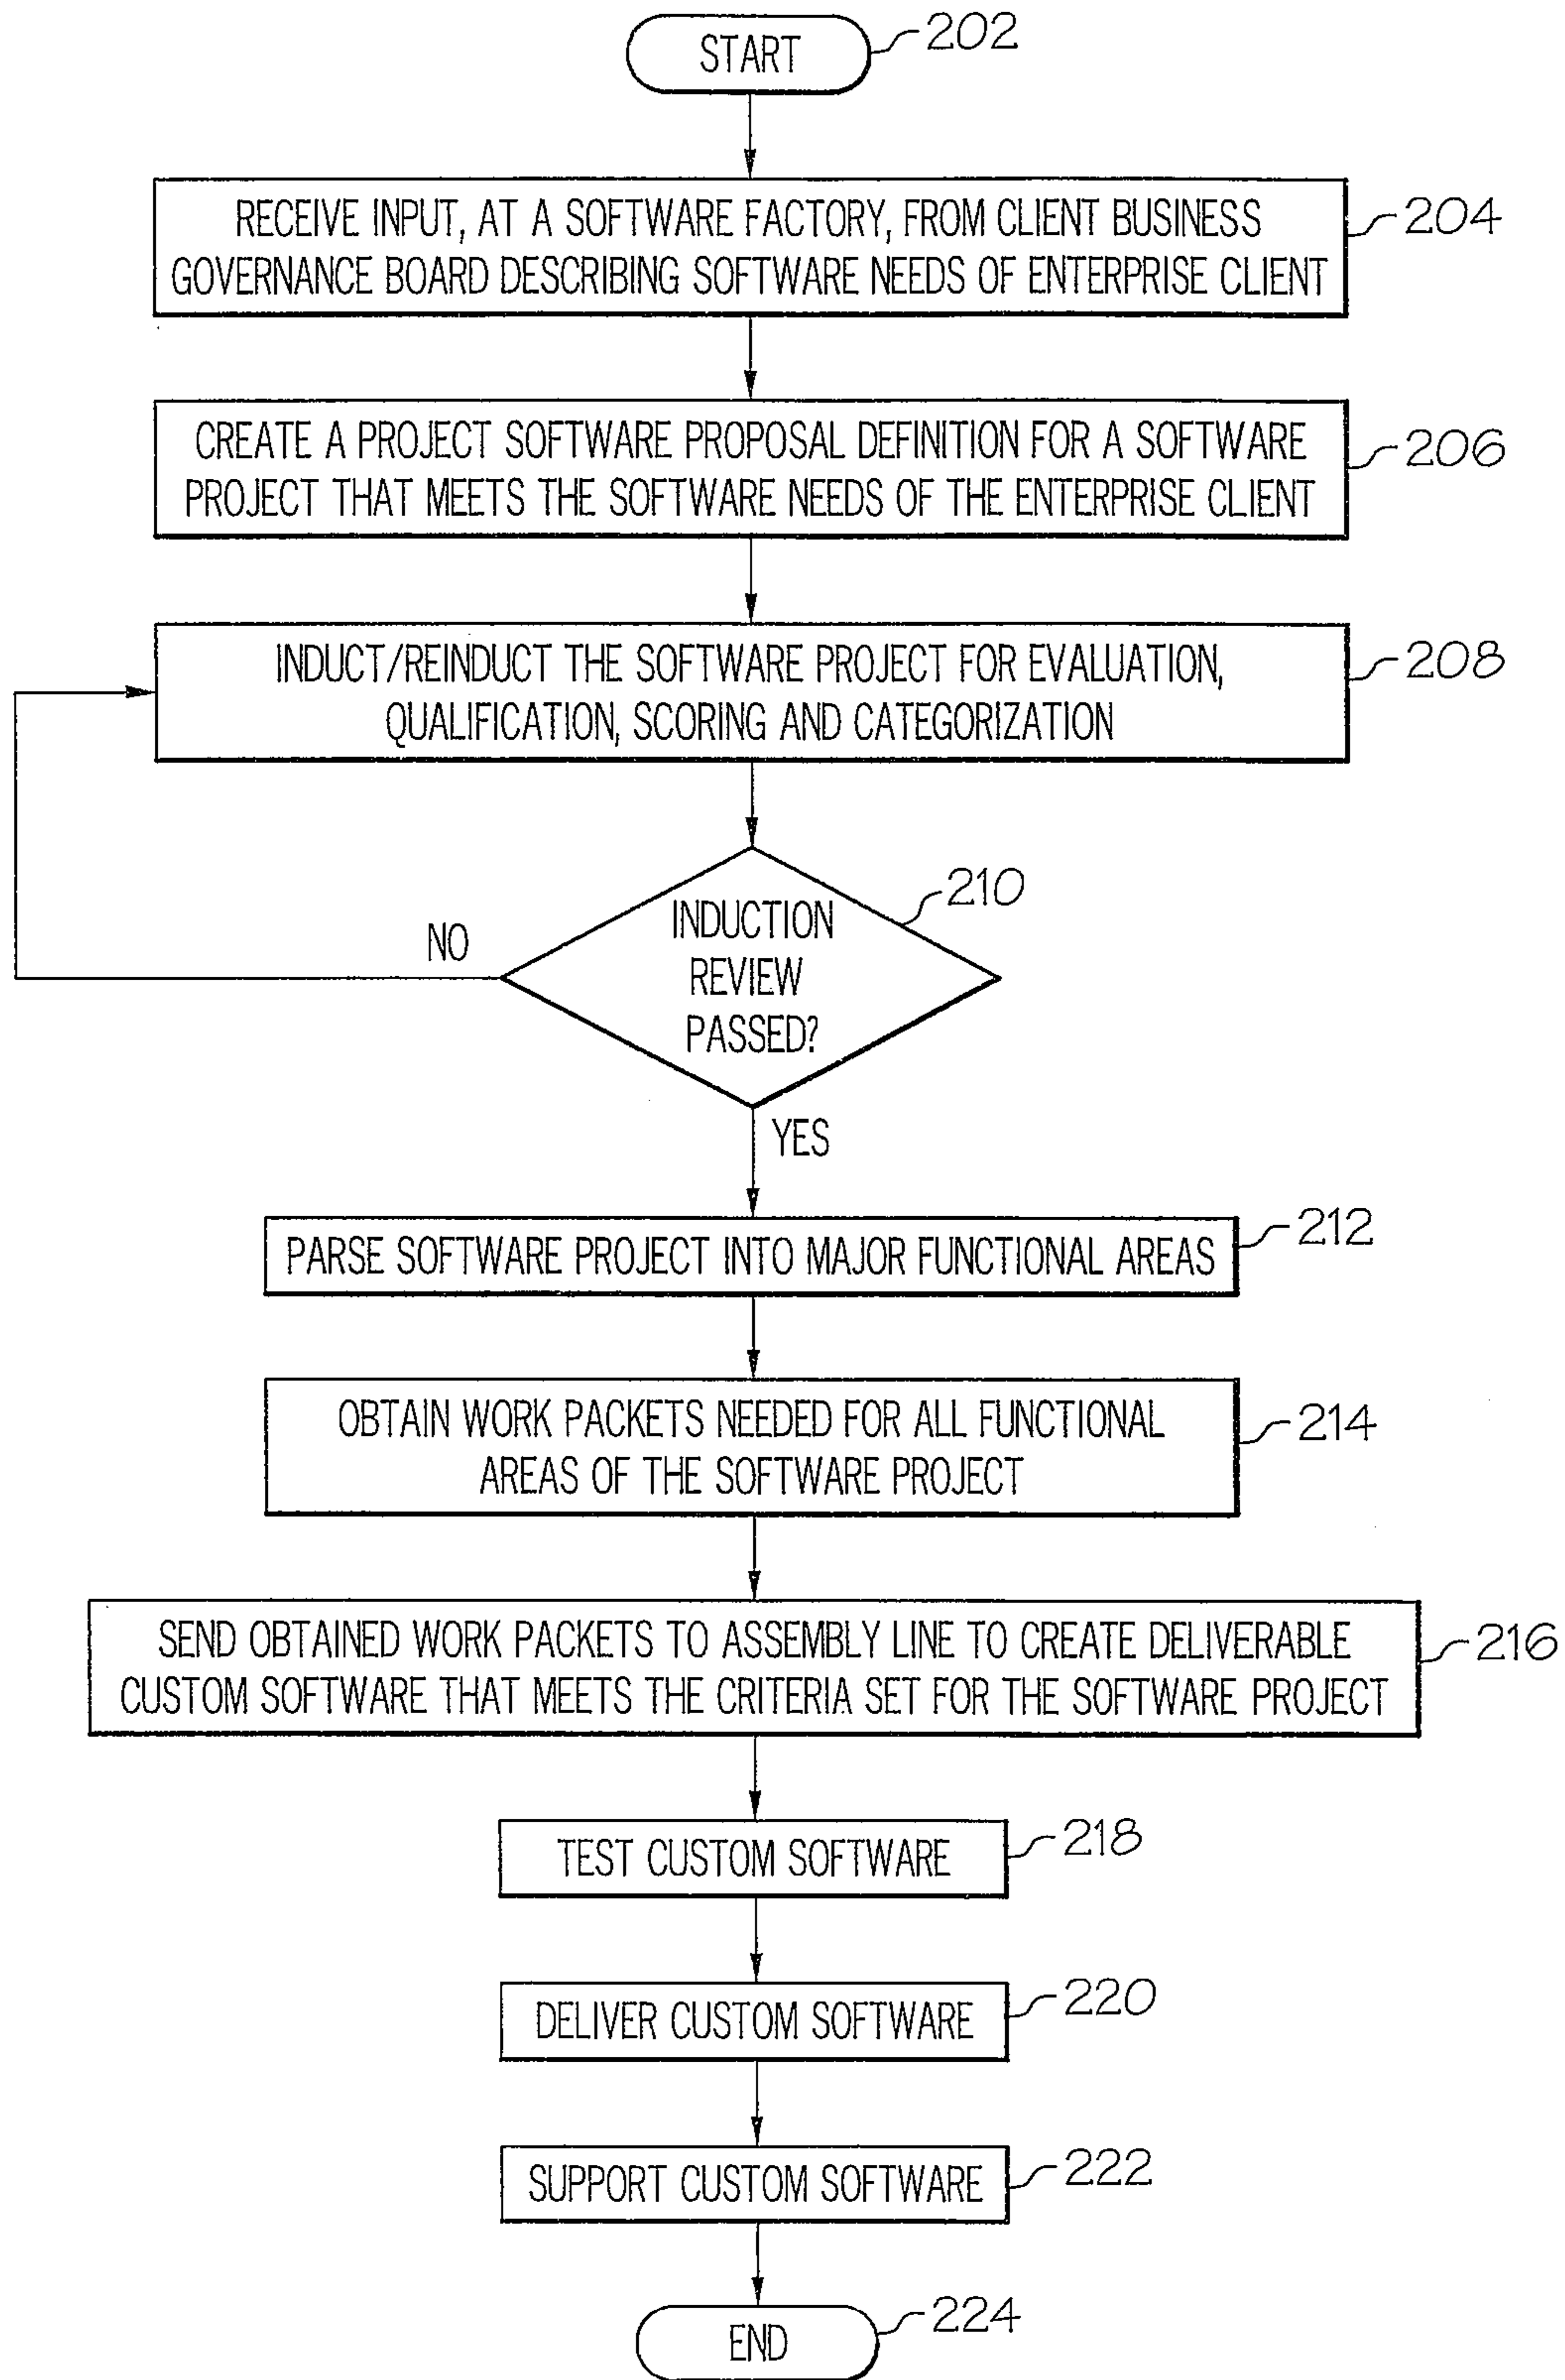 START
202
RECEIVE INPUT, AT A SOFTWARE FACTORY, FROM CLIENT BUSINESS
GOVERNANCE BOARD DESCRIBING SOFTWARE NEEDS OF ENTERPRISE CLIENT
204
CREATE A PROJECT SOFTWARE PROPOSAL DEFINITION FOR A SOFTWARE
PROJECT THAT MEETS THE SOFTWARE NEEDS OF THE ENTERPRISE CLIENT
206
INDUCT/REINDUCT THE SOFTWARE PROJECT FOR EVALUATION,
QUALIFICATION, SCORING AND CATEGORIZATION
208
INDUCTION
REVIEW
PASSED?
210
NO
YES
PARSE SOFTWARE PROJECT INTO MAJOR FUNCTIONAL AREAS
212
OBTAIN WORK PACKETS NEEDED FOR ALL FUNCTIONAL
AREAS OF THE SOFTWARE PROJECT
214
SEND OBTAINED WORK PACKETS TO ASSEMBLY LINE TO CREATE DELIVERABLE
CUSTOM SOFTWARE THAT MEETS THE CRITERIA SET FOR THE SOFTWARE PROJECT
216
TEST CUSTOM SOFTWARE
218
DELIVER CUSTOM SOFTWARE
220
SUPPORT CUSTOM SOFTWARE
222
END
224